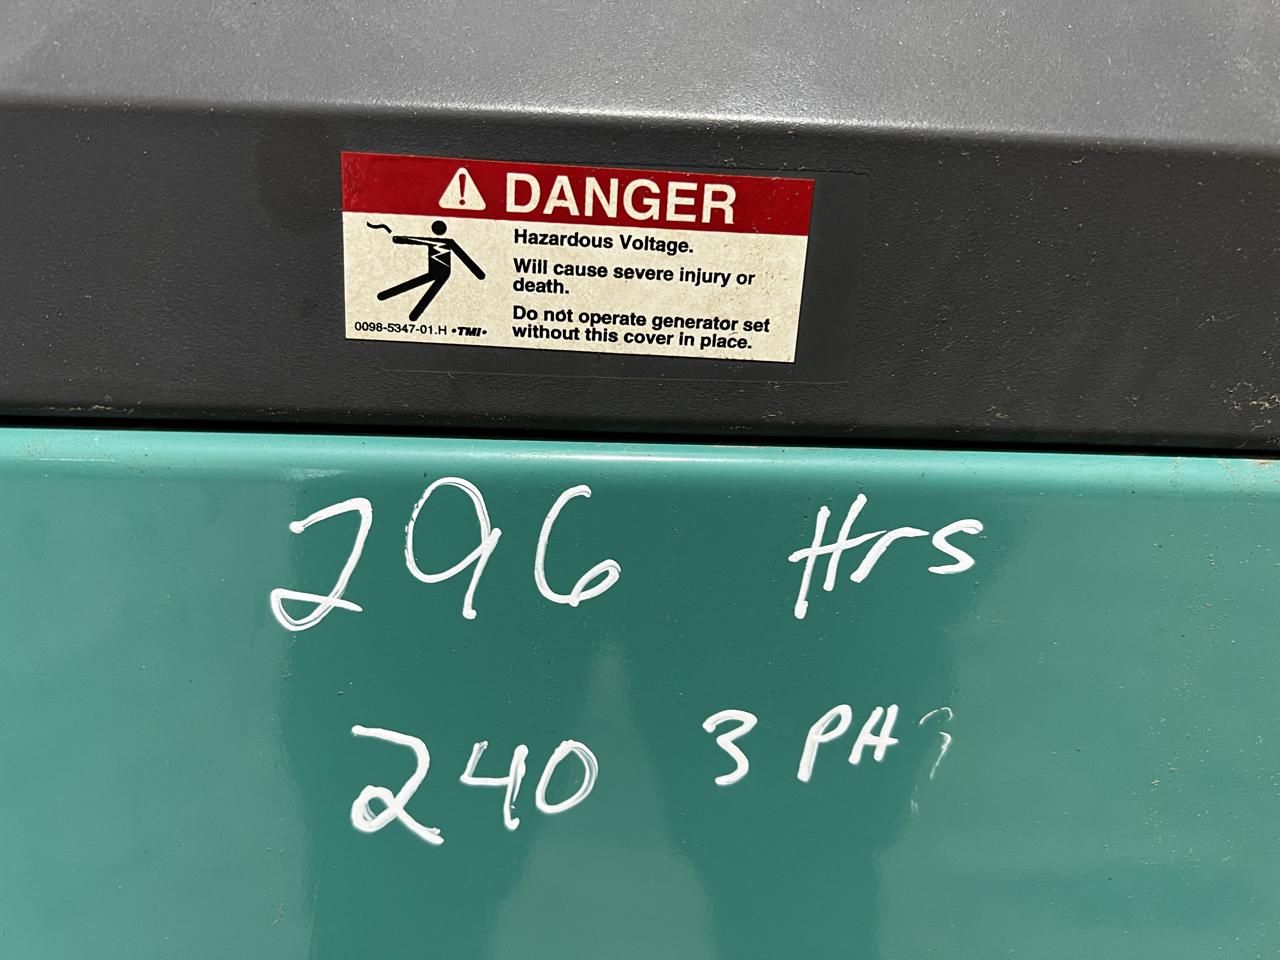 DANGER
Hazardous Voltage.
Will cause severe injury or
death.
Do not operate generator set
without this cover in place.
0098-5347-01.H •TMI•
296 Hrs
240 3 PH